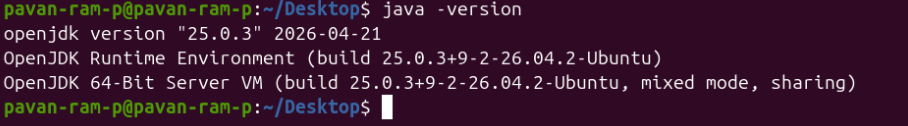 pavan-ram-p@pavan-ram-p:~/Desktop$ java -version
openjdk version "25.0.3" 2026-04-21
OpenJDK Runtime Environment (build 25.0.3+9-2-26.04.2-Ubuntu)
OpenJDK 64-Bit Server VM (build 25.0.3+9-2-26.04.2-Ubuntu, mixed mode, sharing)
pavan-ram-p@pavan-ram-p:~/Desktop$